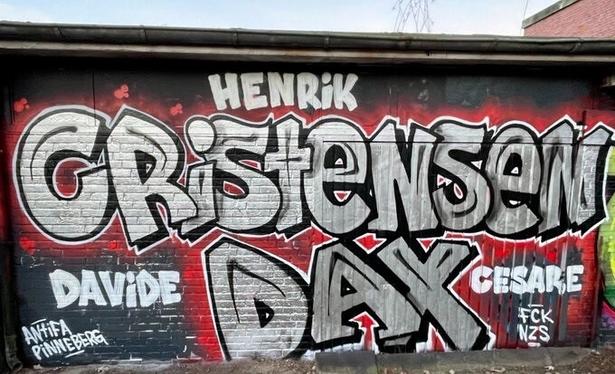 HENRiK
CRiStENSEN
DAVIDE
DAX
CESARE
ANTIFA
PINNEBERG
FCK
NZS